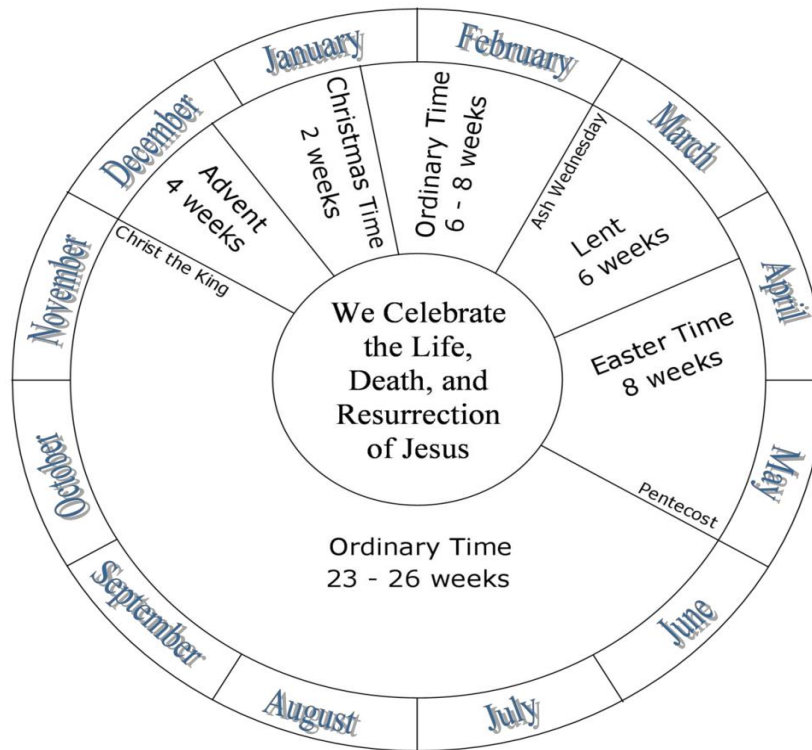 January
February
March
April
May
June
July
August
September
October
November
December
Advent
4 weeks
Christmas Time
2 weeks
Ordinary Time
6 - 8 weeks
Ash Wednesday
Lent
6 weeks
Easter Time
8 weeks
Pentecost
Ordinary Time
23 - 26 weeks
Christ the King
We Celebrate
the Life,
Death, and
Resurrection
of Jesus